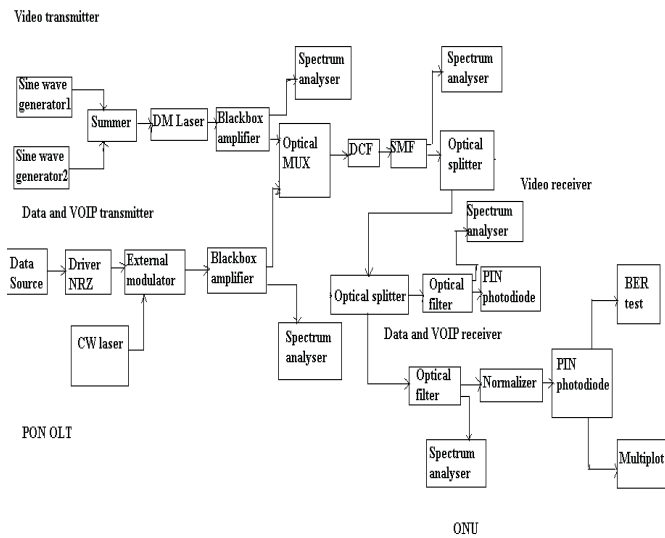 Video transmitter
Sine wave
generator1
Sine wave
generator2
Summer
DM Laser
Blackbox
amplifier
Spectrum
analyser
Optical
MUX
DCF
SMF
Spectrum
analyser
Optical
splitter
Video receiver
Data and VOIP transmitter
Data
Source
Driver
NRZ
External
modulator
Blackbox
amplifier
CW laser
Spectrum
analyser
Optical splitter
Optical
filter
Spectrum
analyser
PIN
photodiode
Data and VOIP receiver
Optical
filter
Normalizer
PIN
photodiode
BER
test
Multiplot
Spectrum
analyser
PON OLT
ONU